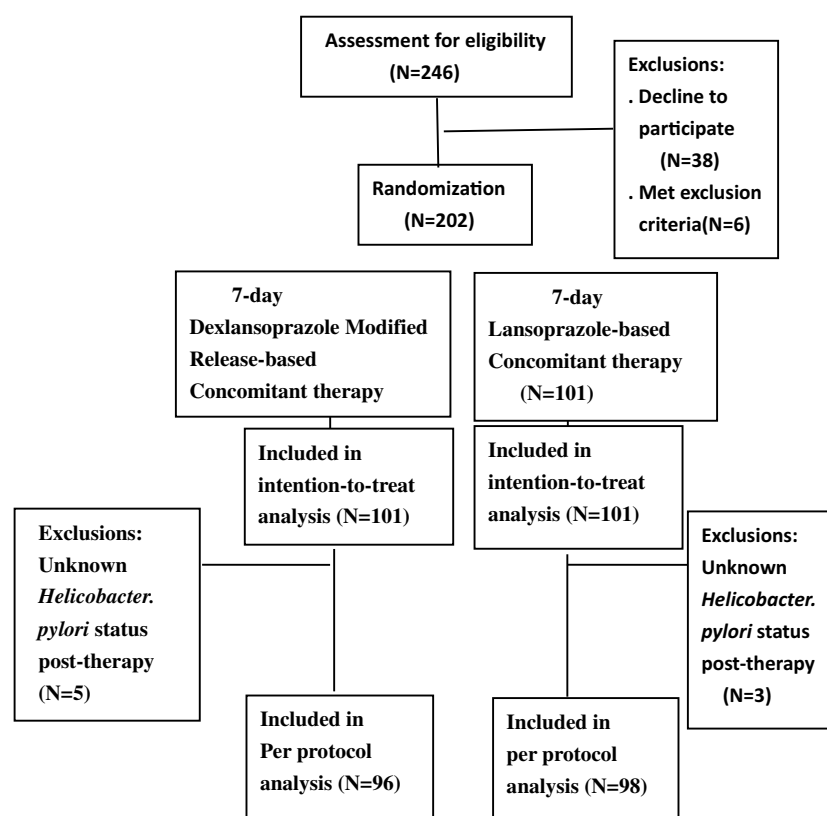 Assessment for eligibility
(N=246)
Exclusions:
. Decline to
participate
(N=38)
. Met exclusion
criteria(N=6)
Randomization
(N=202)
7-day
Dexlansoprazole Modified
Release-based
Concomitant therapy
7-day
Lansoprazole-based
Concomitant therapy
(N=101)
Included in
intention-to-treat
analysis (N=101)
Included in
intention-to-treat
analysis (N=101)
Exclusions:
Unknown
Helicobacter.
pylori status
post-therapy
(N=5)
Exclusions:
Unknown
Helicobacter.
pylori status
post-therapy
(N=3)
Included in
Per protocol
analysis (N=96)
Included in
per protocol
analysis (N=98)